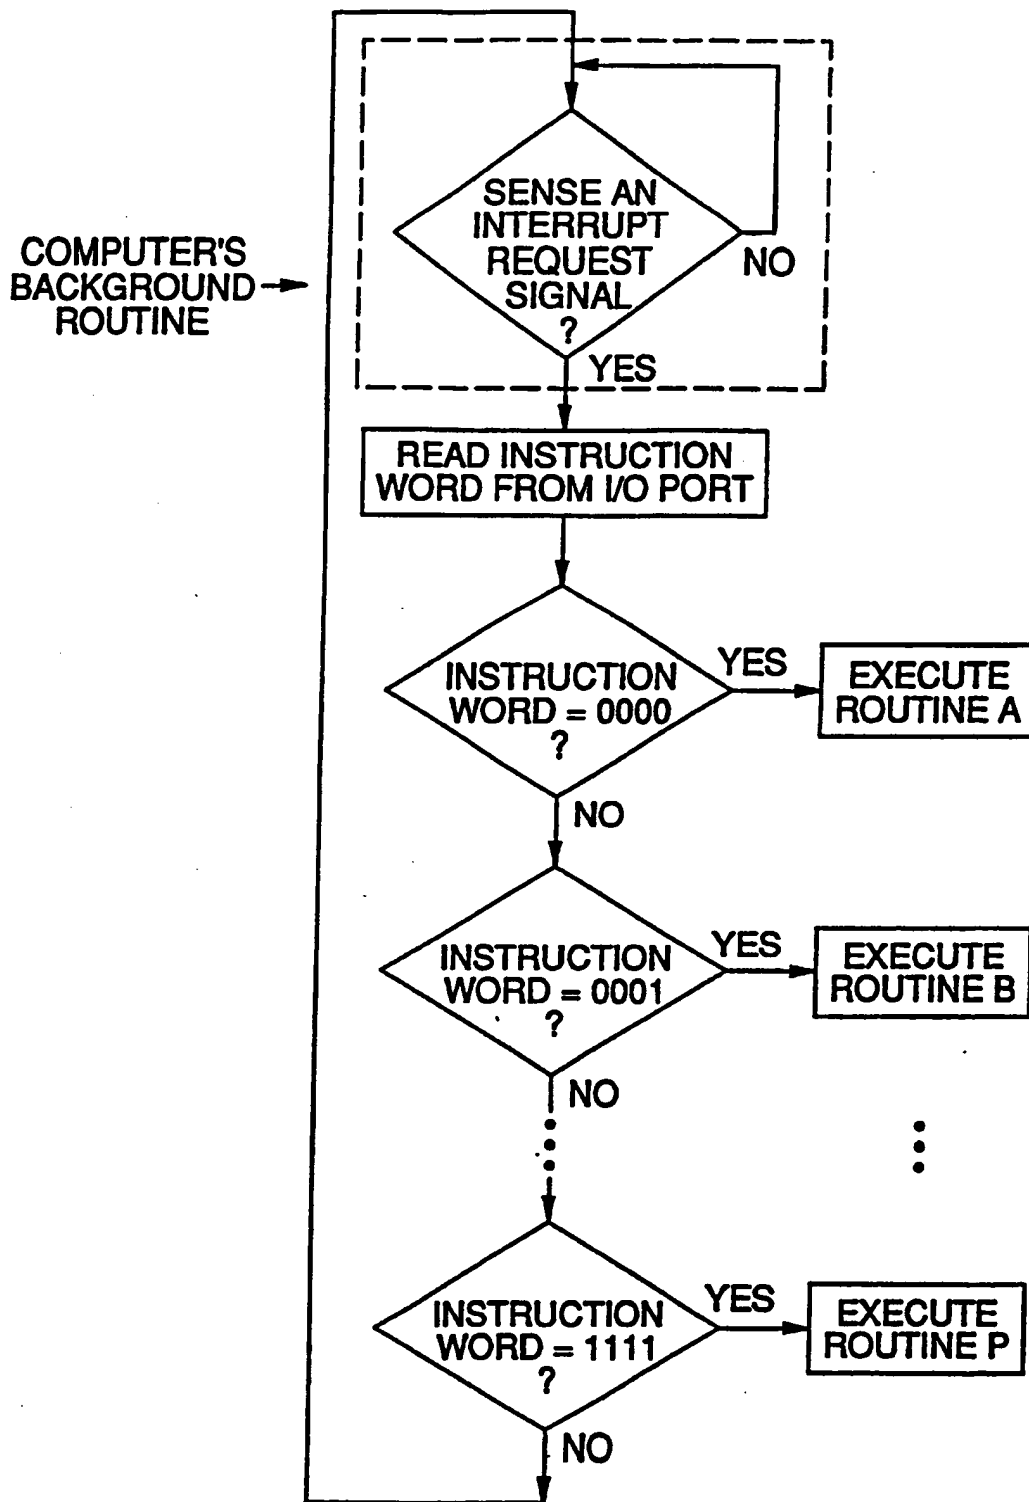 SENSE AN
INTERRUPT
REQUEST
SIGNAL
?
NO
COMPUTER'S
BACKGROUND
ROUTINE
YES
READ INSTRUCTION
WORD FROM I/O PORT
INSTRUCTION
WORD = 0000
?
YES
EXECUTE
ROUTINE A
NO
INSTRUCTION
WORD = 0001
?
YES
EXECUTE
ROUTINE B
NO
INSTRUCTION
WORD = 1111
?
YES
EXECUTE
ROUTINE P
NO